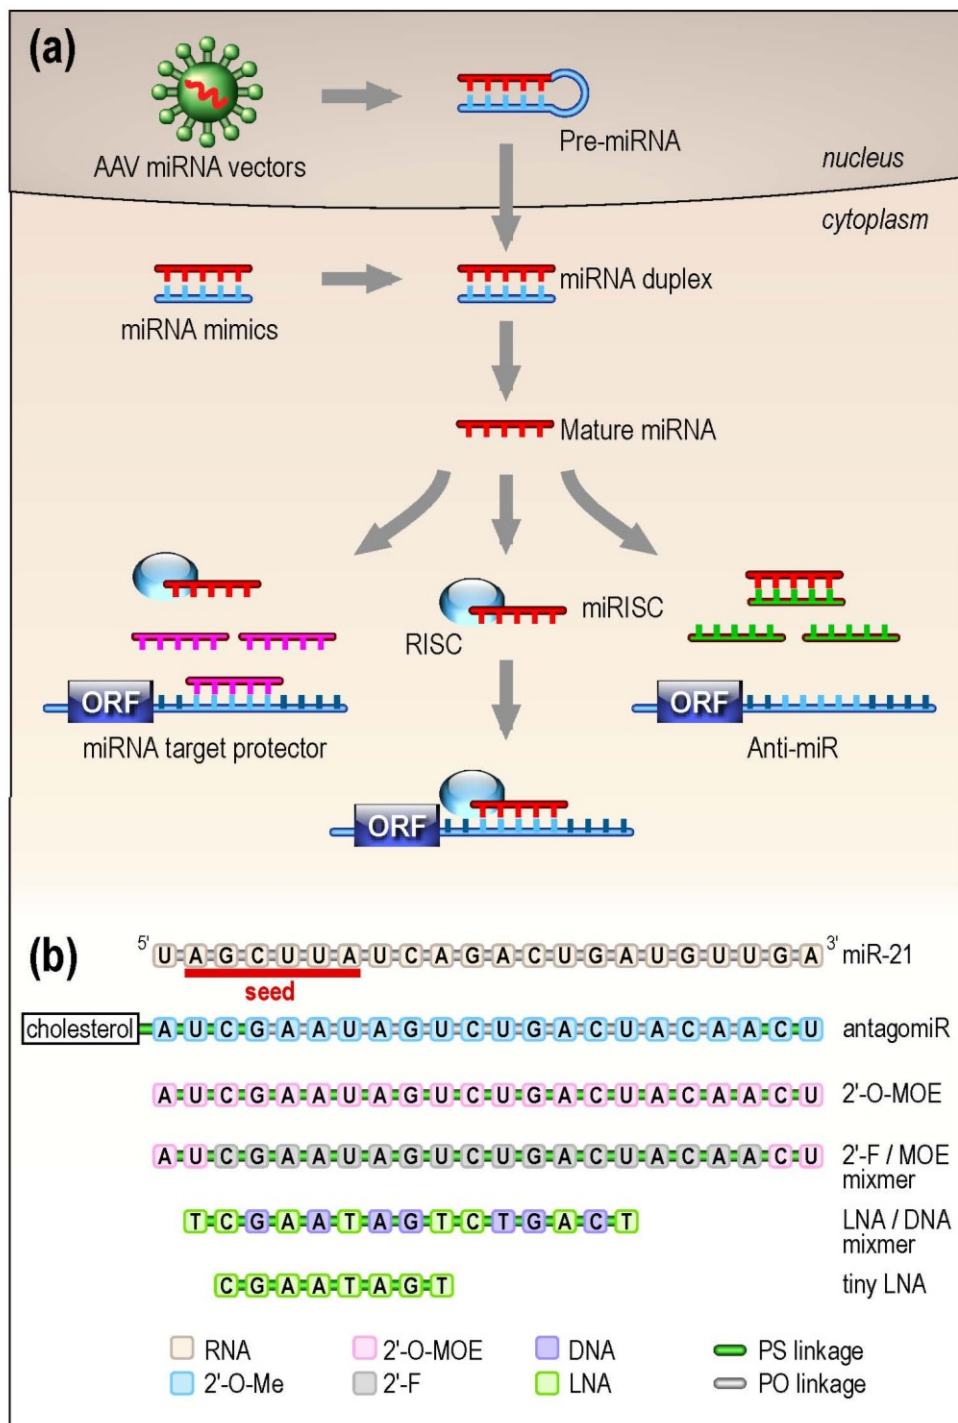 (a)
AAV miRNA vectors
Pre-miRNA
nucleus
cytoplasm
miRNA mimics
miRNA duplex
Mature miRNA
RISC
miRISC
ORF
miRNA target protector
ORF
Anti-miR
ORF
(b)
5' U A G C U U A U C A G A C U G A U G U U G A 3' miR-21
seed
cholesterol A U C G A A U A G U C U G A C U A C A A C U antagomiR
A U C G A A U A G U C U G A C U A C A A C U 2'-O-MOE
A U C G A A U A G U C U G A C U A C A A C U 2'-F / MOE
mixmer
T C G A A T A G T C T G A C T LNA / DNA
mixmer
C G A A T A G T tiny LNA
RNA 2'-O-MOE DNA PS linkage
2'-O-Me 2'-F LNA PO linkage